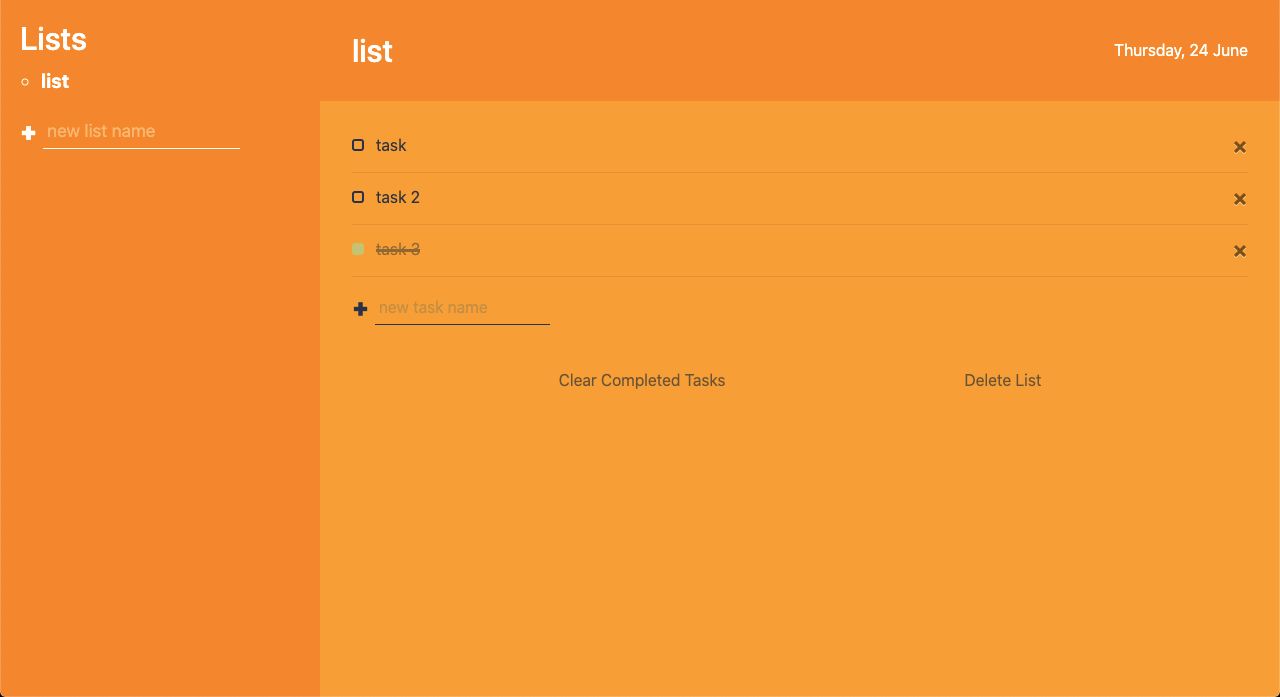 Lists
list
new list name
list
Thursday, 24 June
task
task 2
task 3
new task name
Clear Completed Tasks
Delete List